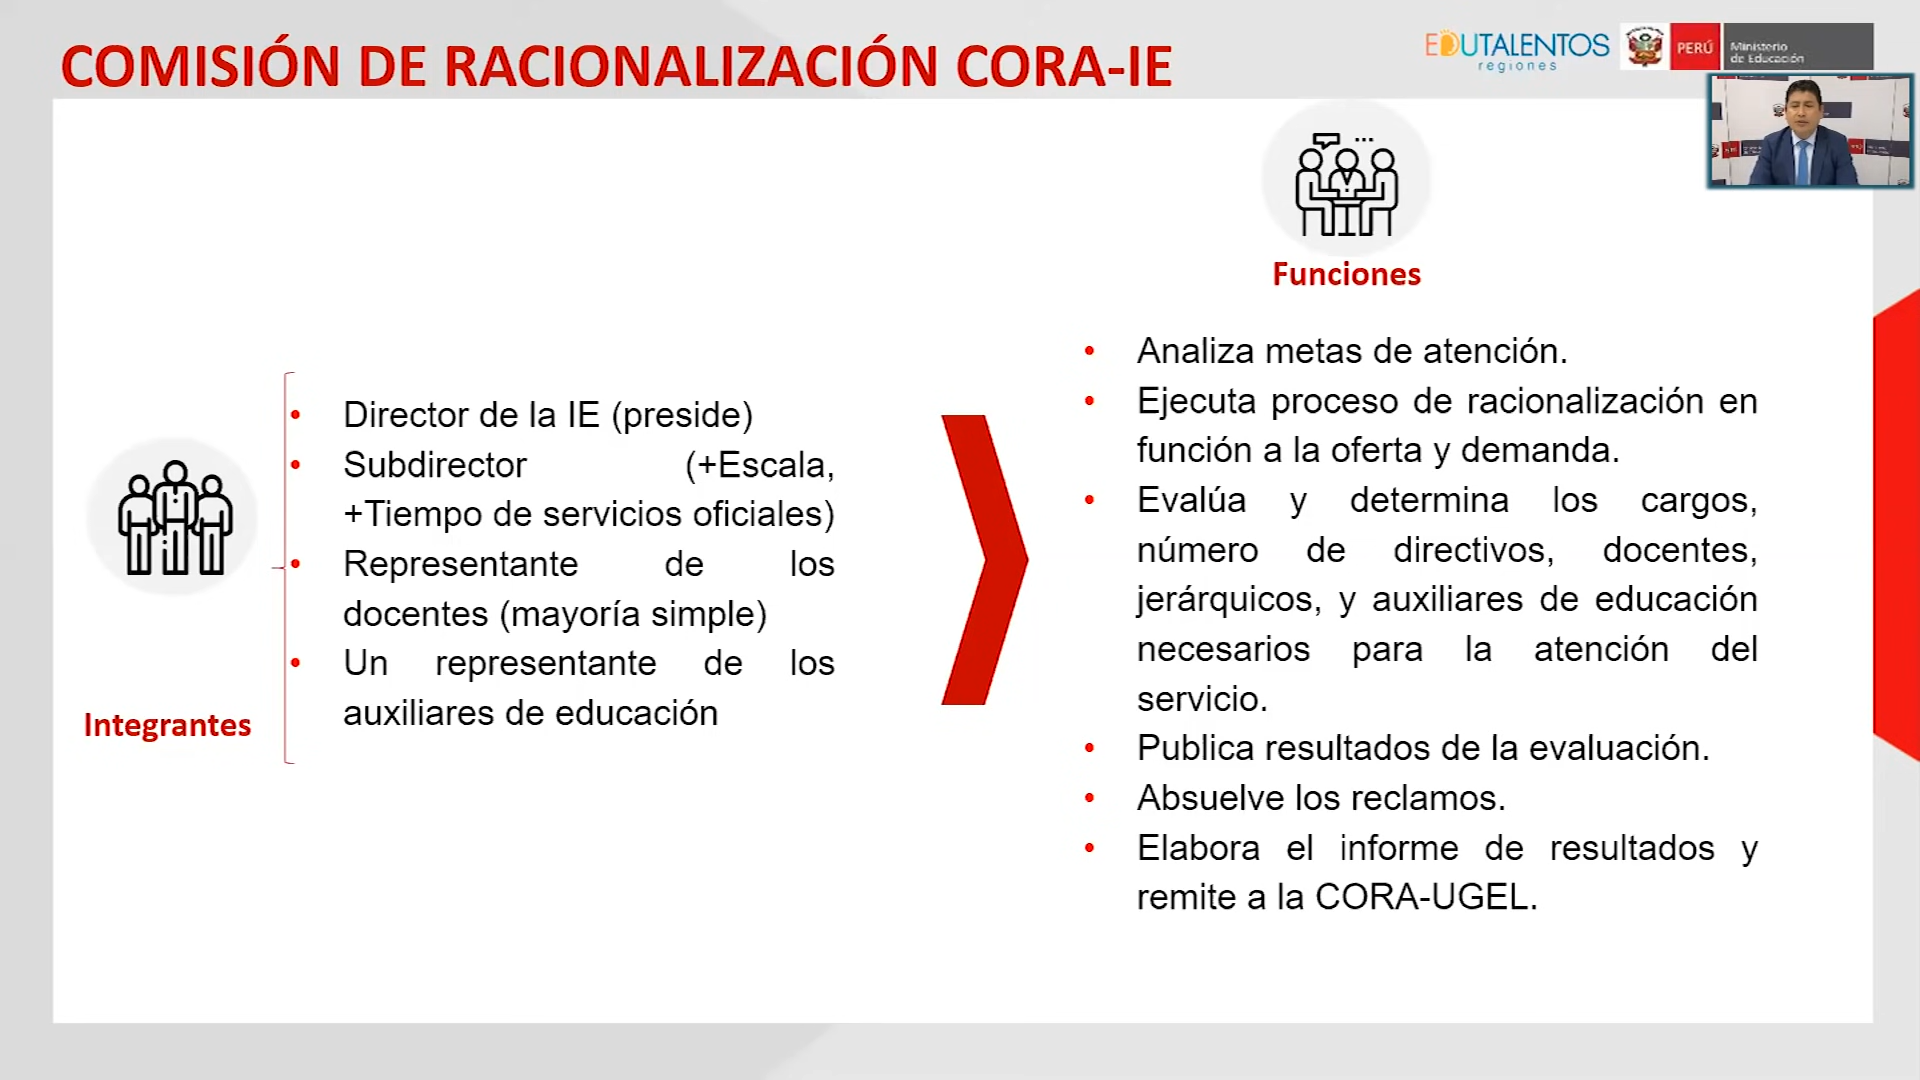 COMISIÓN DE RACIONALIZACIÓN CORA-IE
EDUTALENTOS
regiones
PERÚ
Ministerio
de Educación
Integrantes
• Director de la IE (preside)
• Subdirector (+Escala,
+Tiempo de servicios oficiales)
• Representante de los
docentes (mayoría simple)
• Un representante de los
auxiliares de educación
Funciones
• Analiza metas de atención.
• Ejecuta proceso de racionalización en
función a la oferta y demanda.
• Evalúa y determina los cargos,
número de directivos, docentes,
jerárquicos, y auxiliares de educación
necesarios para la atención del
servicio.
• Publica resultados de la evaluación.
• Absuelve los reclamos.
• Elabora el informe de resultados y
remite a la CORA-UGEL.